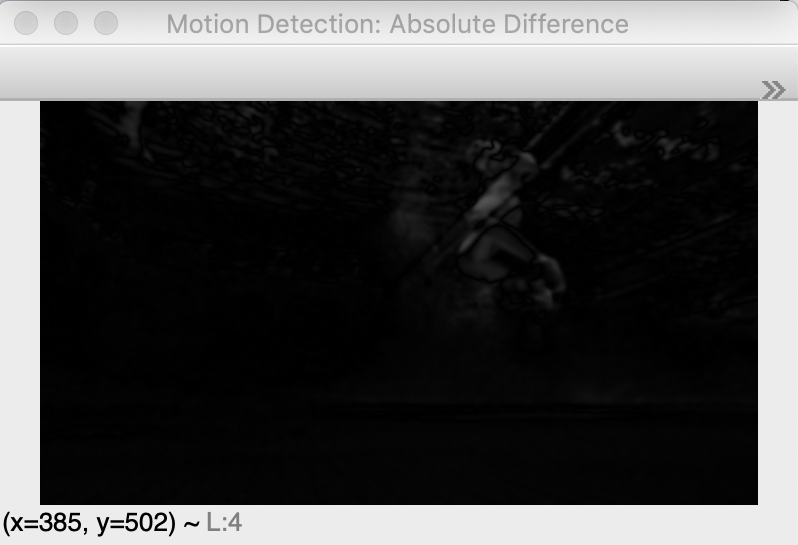 Motion Detection: Absolute Difference
(x=385, y=502) ~ L:4